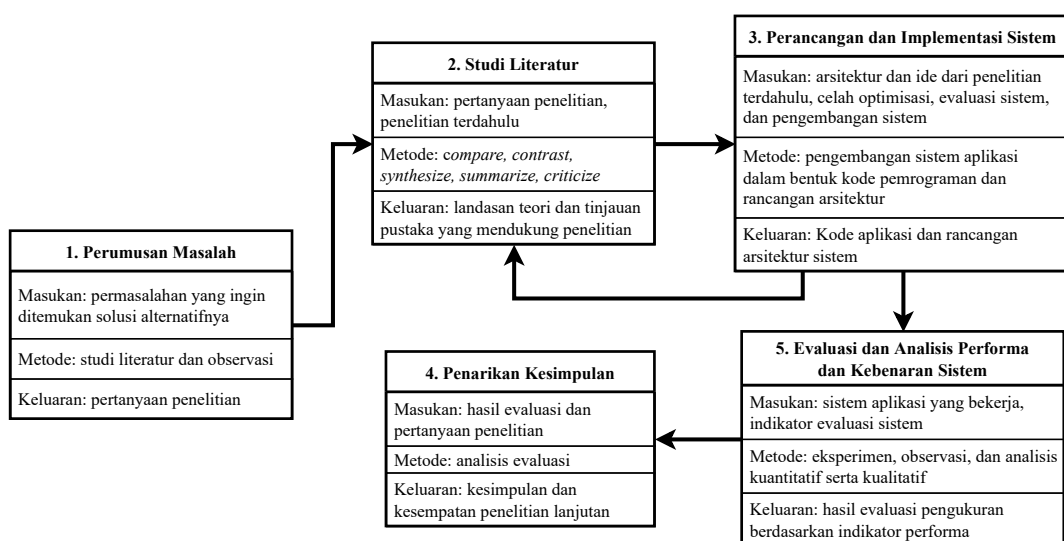 1. Perumusan Masalah
Masukan: permasalahan yang ingin
ditemukan solusi alternatifnya
Metode: studi literatur dan observasi
Keluaran: pertanyaan penelitian
2. Studi Literatur
Masukan: pertanyaan penelitian,
penelitian terdahulu
Metode: compare, contrast,
synthesize, summarize, criticize
Keluaran: landasan teori dan tinjauan
pustaka yang mendukung penelitian
3. Perancangan dan Implementasi Sistem
Masukan: arsitektur dan ide dari penelitian
terdahulu, celah optimisasi, evaluasi sistem,
dan pengembangan sistem
Metode: pengembangan sistem aplikasi
dalam bentuk kode pemrograman dan
rancangan arsitektur
Keluaran: Kode aplikasi dan rancangan
arsitektur sistem
4. Penarikan Kesimpulan
Masukan: hasil evaluasi dan
pertanyaan penelitian
Metode: analisis evaluasi
Keluaran: kesimpulan dan
kesempatan penelitian lanjutan
5. Evaluasi dan Analisis Performa
dan Kebenaran Sistem
Masukan: sistem aplikasi yang bekerja,
indikator evaluasi sistem
Metode: eksperimen, observasi, dan analisis
kuantitatif serta kualitatif
Keluaran: hasil evaluasi pengukuran
berdasarkan indikator performa